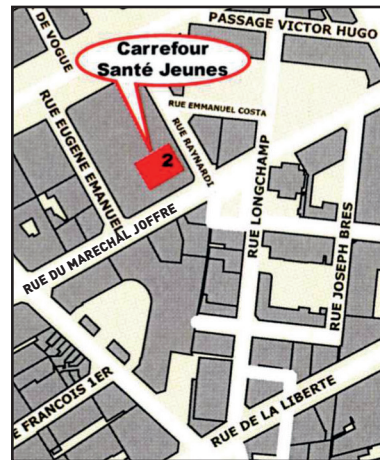 PASSAGE VICTOR HUGO
DE VOGUE
Carrefour
Santé Jeunes
RUE EMMANUEL COSTA
RUE RAYNARDI
2
RUE EUGENE EMANUEL
RUE DU MARECHAL JOFFRE
RUE LONGCHAMP
RUE JOSEPH BRES
E FRANCOIS 1ER
RUE DE LA LIBERTE